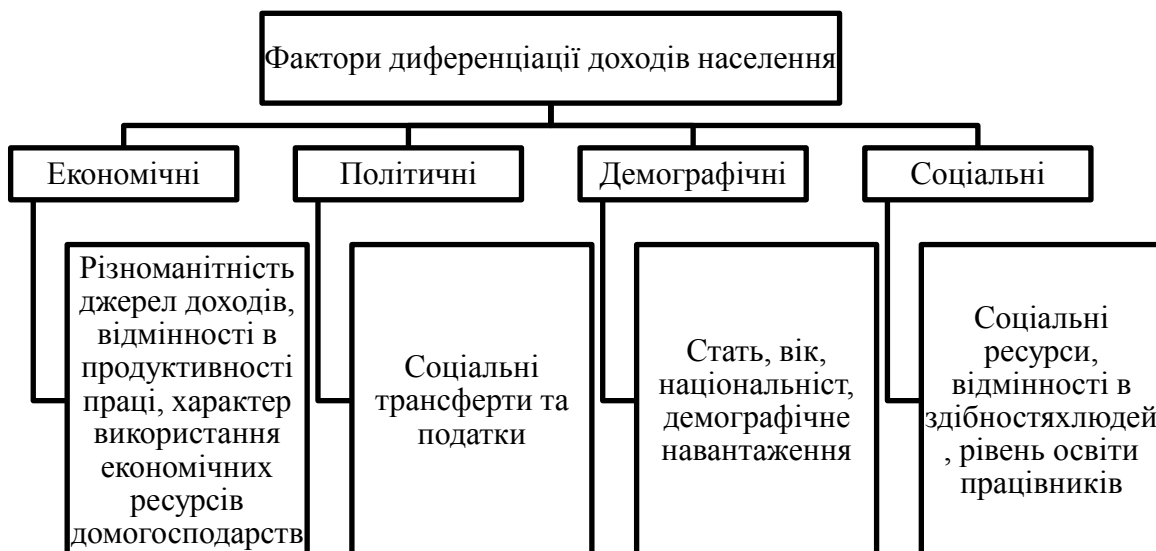 Фактори диференціації доходів населення
Економічні
Політичні
Демографічні
Соціальні
Різноманітність
джерел доходів,
відмінності в
продуктивності
праці, характер
використання
економічних
ресурсів
домогосподарств
Соціальні
трансферти та
податки
Стать, вік,
національніст,
демографічне
навантаження
Соціальні
ресурси,
відмінності в
здібностяхлюдей
, рівень освіти
працівників